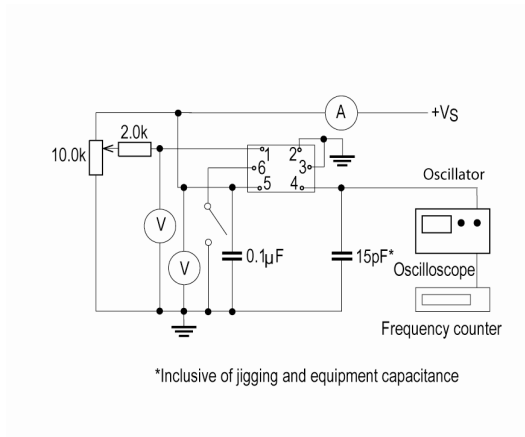 A
+VS
2.0k
10.0k
1
2
6
3
5
4
Oscillator
V
V
0.1µF
15pF*
Oscilloscope
Frequency counter
*Inclusive of jigging and equipment capacitance